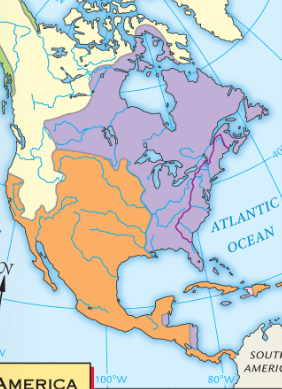 40
ATLANTIC
OCEAN
N
W
100°W
80°W
SOUTH
AMERIC
AMERICA